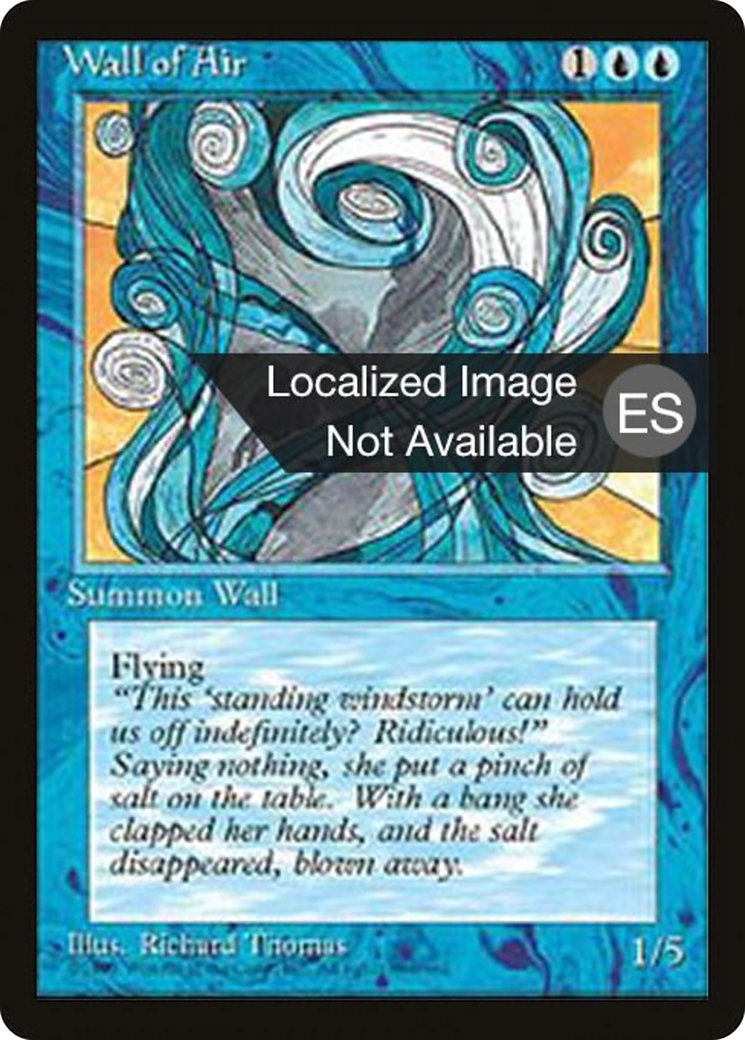 Wall of Air
1
Localized Image
Not Available
ES
Summon Wall
Flying
"This 'standing windstorm' can hold
us off indefinitely? Ridiculous!"
Saying nothing, she put a pinch of
salt on the table. With a bang she
clapped her hands, and the salt
disappeared, blown away.
Illus. Richard Thomas
1/5